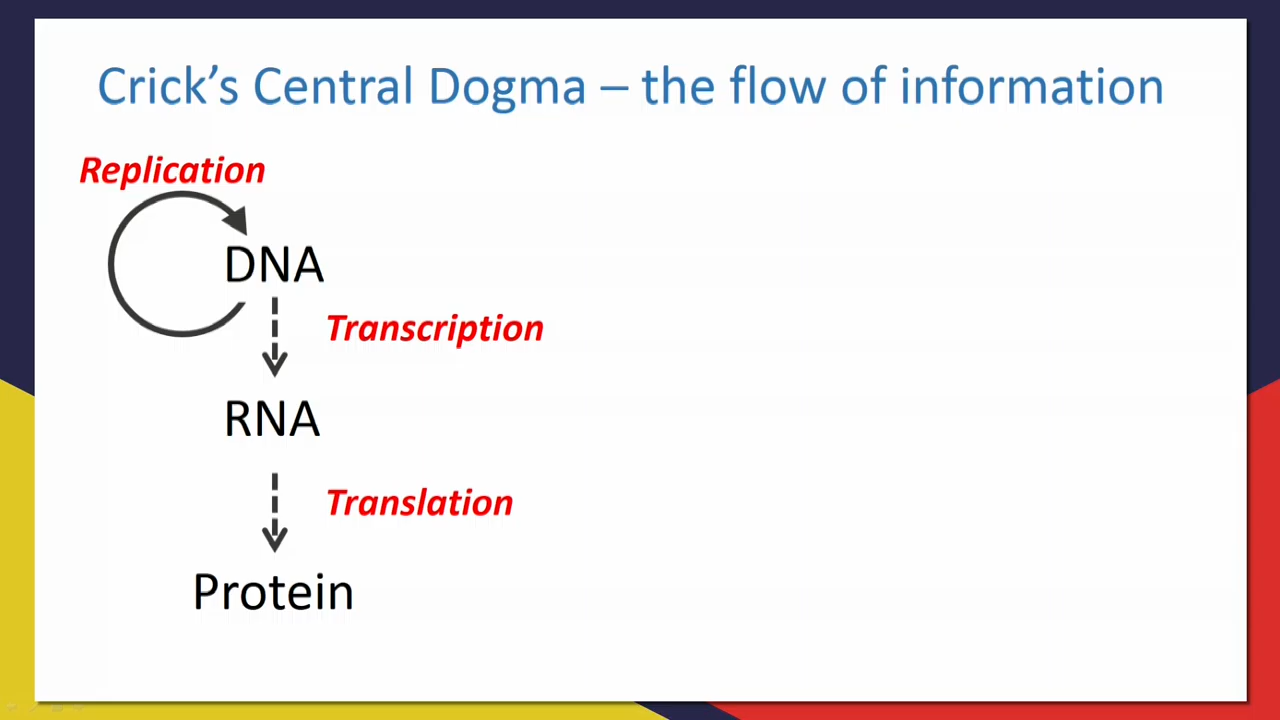 Crick’s Central Dogma – the flow of information
Replication
DNA
Transcription
RNA
Translation
Protein